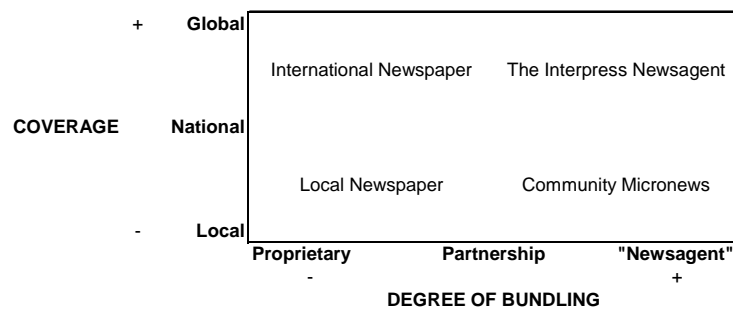 + Global
International Newspaper The Interpress Newsagent
COVERAGE National
Local Newspaper Community Micronews
- Local
Proprietary Partnership "Newsagent"
- +
DEGREE OF BUNDLING